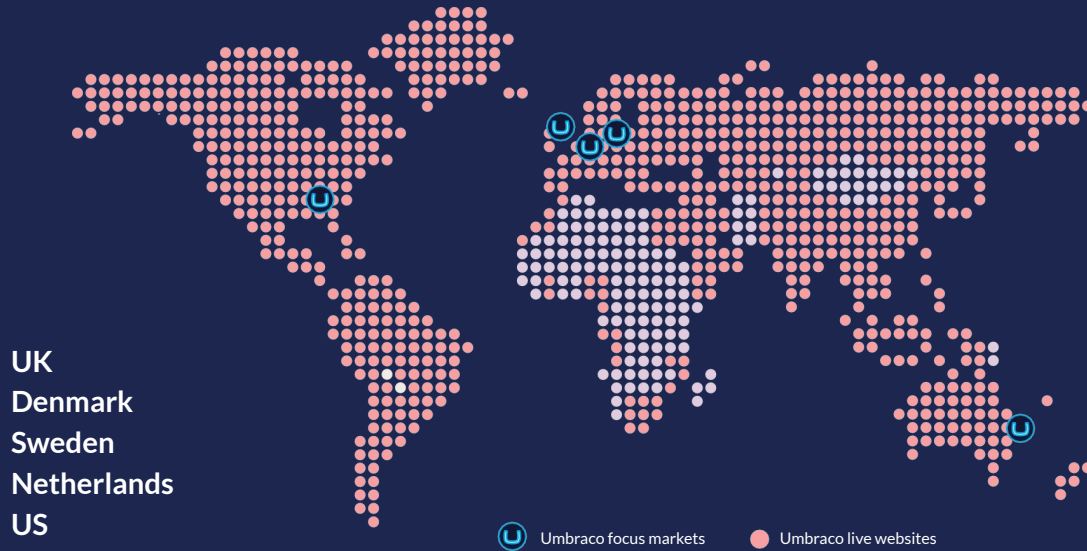 UK
Denmark
Sweden
Netherlands
US
Umbraco focus markets
Umbraco live websites